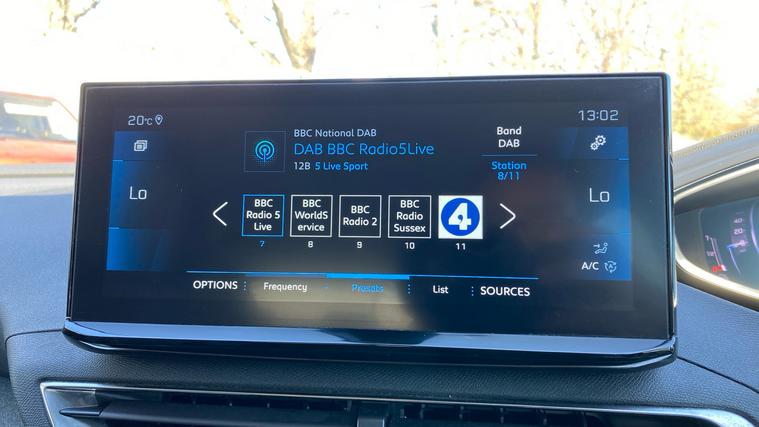 20°C
13:02
BBC National DAB
DAB BBC Radio5Live
12B 5 Live Sport
Band
DAB
Station
8/11
Lo
Lo
BBC
Radio 5
Live
7
BBC
WorldS
ervice
8
BBC
Radio 2
9
BBC
Radio
Sussex
10
4
11
A/C
OPTIONS
Frequency
Presets
List
SOURCES